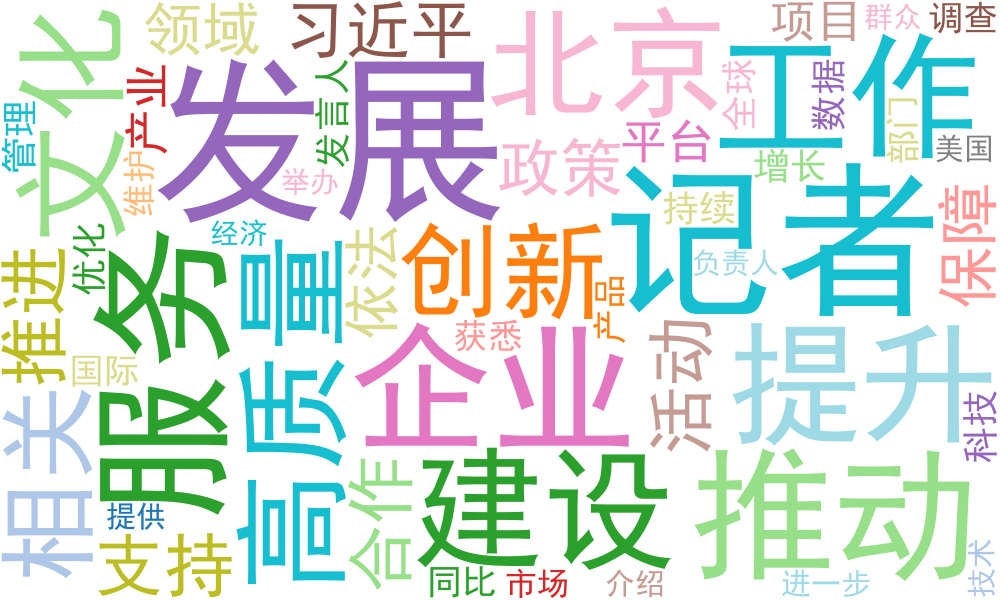 文化
领域
习近平
北京
项目
群众
调查
工作
产业
发言人
发展
全球
数据
部门
美国
管理
维护
举办
政策
平台
增长
记者
持续
保障
优化
经济
服务
高质量
依法
创新
产品
负责人
推进
国际
获悉
企业
活动
提升
科技
相关
合作
建设
推动
提供
支持
同比
市场
介绍
进一步
技术